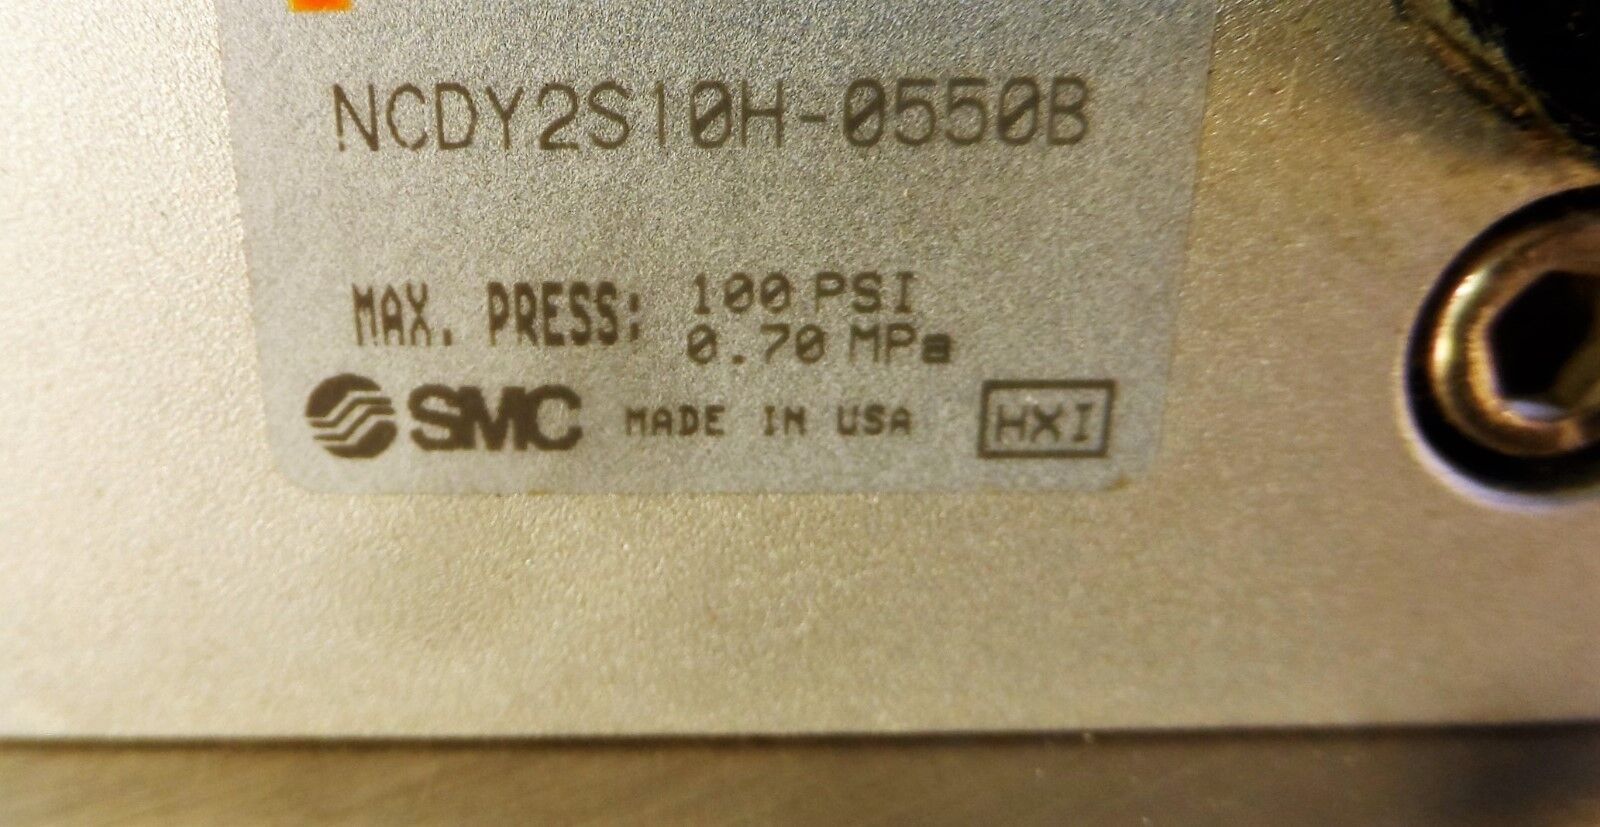 NCDY2S10H-0550B
MAX. PRESS: 100 PSI
0.70 MPa
SMC MADE IN USA HXI